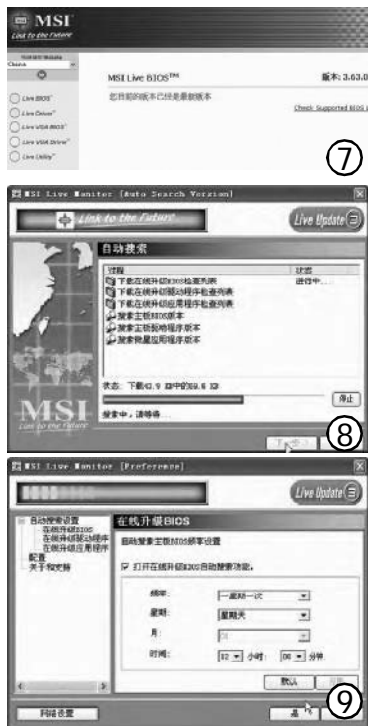 MSI
Link to the Future
China
Live BIOS™
Live Driver™
Live VGA BIOS™
Live VGA Driver™
Live Utility™
MSI Live BIOS™
版本: 3.63.0
您目前的版本已经是最新版本
Check Supported BIOS L
⑦
MSI Live Monitor [Auto Search Version]
Link to the Future
Live Update 3
自动搜索
过程
状态
下载在线升级BIOS检查列表
进行中...
下载在线升级驱动程序检查列表
下载在线升级应用程序检查列表
搜索主板BIOS版本
搜索主板驱动程序版本
搜索微星应用程序版本
停止
搜索中，请等待...
MSI
Link to the Future
⑧
MSI Live Monitor [Preference]
Live Update 3
自动搜索设置
在线升级BIOS
在线升级驱动程序
在线升级应用程序
配置
关于和支持
在线升级BIOS
自动搜索主板BIOS频率设置
打开在线升级BIOS自动搜索功能。
频率:
一星期一次
星期:
星期天
月:
01
时间:
12 小时: 00 分钟
默认
网络设置
是
⑨